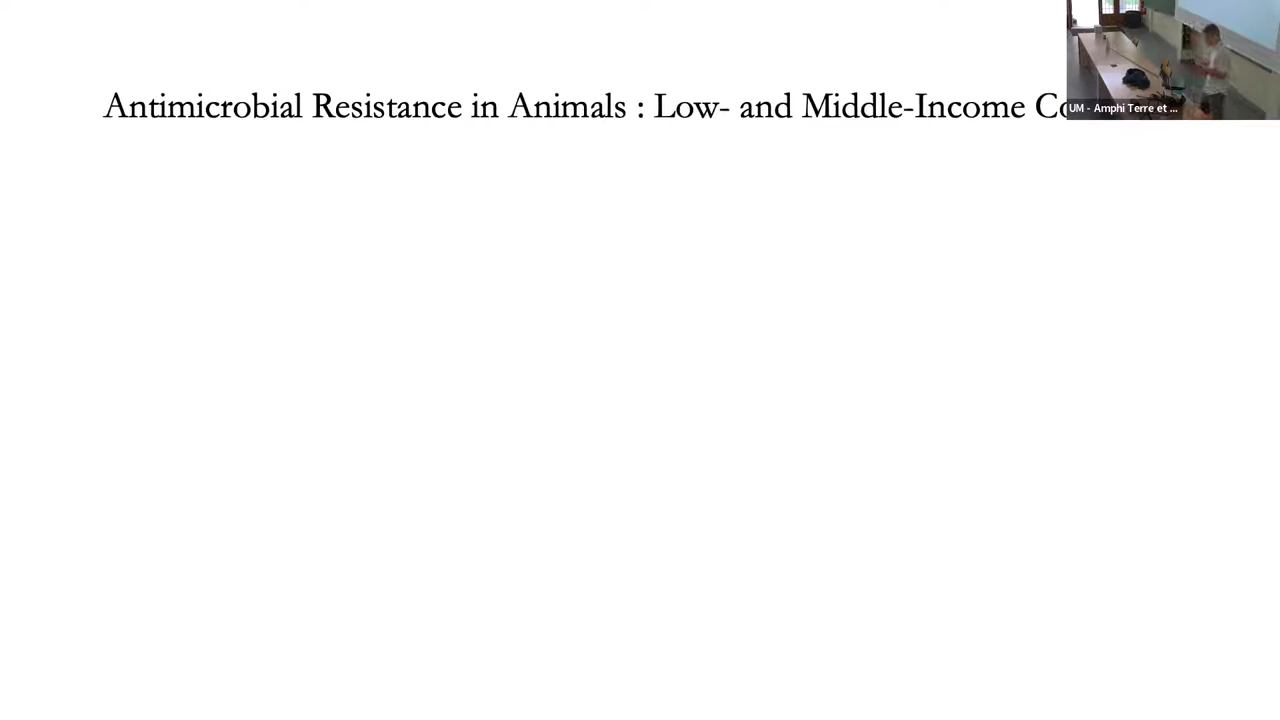 Antimicrobial Resistance in Animals : Low- and Middle-Income
UM - Amphi Terre et ...